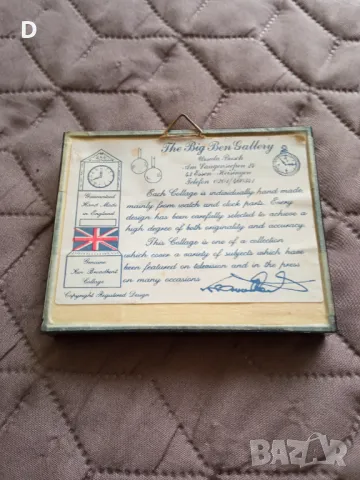 D
The Big Ben Gallery
Ursula Busch
43 Essen
Telefon
Guaranteed
Hand Made
in England
Genuine
Ken Broadbent
Collage
Copyright Registered Design
Each Collage is individually hand made
mainly from watch and clock parts. Every
design has been carefully selected to achieve a
high degree of both originality and accuracy.
This Collage is one of a collection
which cover a variety of subjects which have
been featured on television and in the press
on many occasions
BAZAR